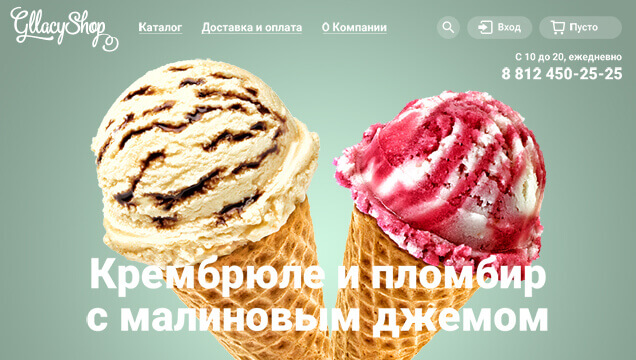 GllacyShop
Каталог Доставка и оплата О Компании Вход Пусто
С 10 до 20, ежедневно
8 812 450-25-25
Крембрюле и пломбир
с малиновым джемом